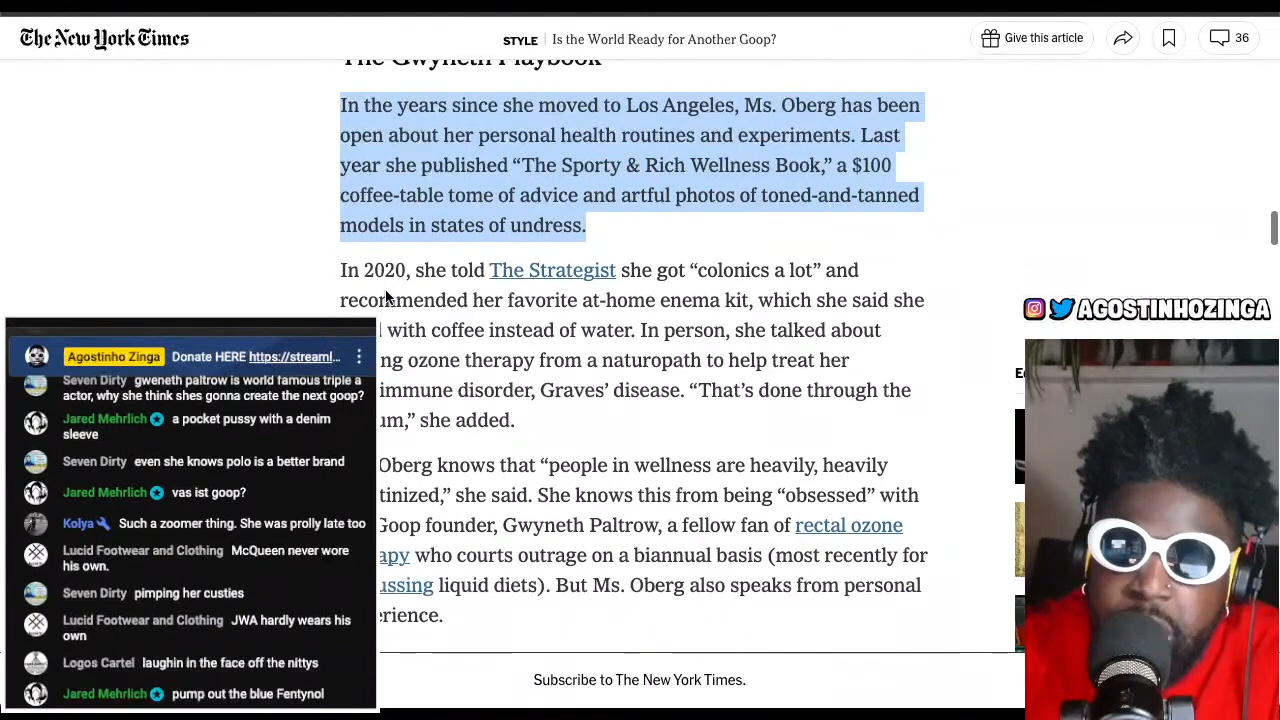 The New York Times
STYLE | Is the World Ready for Another Goop?
Give this article
36
The Gwyneth Playbook
In the years since she moved to Los Angeles, Ms. Oberg has been
open about her personal health routines and experiments. Last
year she published “The Sporty & Rich Wellness Book,” a $100
coffee-table tome of advice and artful photos of toned-and-tanned
models in states of undress.
In 2020, she told The Strategist she got “colonics a lot” and
recommended her favorite at-home enema kit, which she said she
with coffee instead of water. In person, she talked about
ng ozone therapy from a naturopath to help treat her
immune disorder, Graves’ disease. “That’s done through the
um,” she added.
Oberg knows that “people in wellness are heavily, heavily
tinized,” she said. She knows this from being “obsessed” with
Goop founder, Gwyneth Paltrow, a fellow fan of rectal ozone
apy who courts outrage on a biannual basis (most recently for
ussing liquid diets). But Ms. Oberg also speaks from personal
erience.
Subscribe to The New York Times.
Agostinho Zinga Donate HERE https://streaml...
Seven Dirty gweneth paltrow is world famous triple a
actor, why she think shes gonna create the next goop?
Jared Mehrlich a pocket pussy with a denim
sleeve
Seven Dirty even she knows polo is a better brand
Jared Mehrlich vas ist goop?
Kolya Such a zoomer thing. She was prolly late too
Lucid Footwear and Clothing McQueen never wore
his own.
Seven Dirty pimping her custies
Lucid Footwear and Clothing JWA hardly wears his
own
Logos Cartel laughin in the face off the nittys
Jared Mehrlich pump out the blue Fentynol
AGOSTINHOZINGA
E